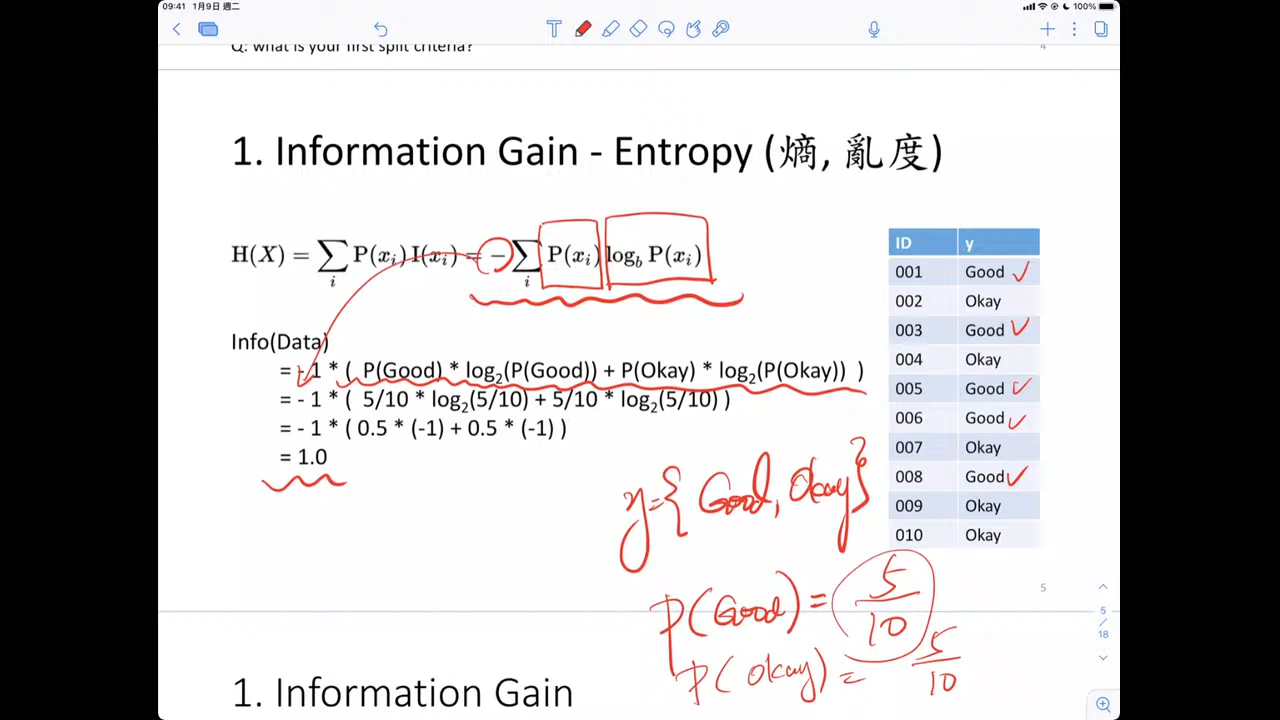 09:41 1月9日 週二
100%
Q: what is your first split criteria?
4
1. Information Gain - Entropy (熵, 亂度)
H(X) = ∑ᵢ P(xᵢ) I(xᵢ) = − ∑ᵢ P(xᵢ) log_b P(xᵢ)
Info(Data)
= - 1 * ( P(Good) * log₂(P(Good)) + P(Okay) * log₂(P(Okay)) )
= - 1 * ( 5/10 * log₂(5/10) + 5/10 * log₂(5/10) )
= - 1 * ( 0.5 * (-1) + 0.5 * (-1) )
= 1.0
ID y
001 Good ✓
002 Okay
003 Good ✓
004 Okay
005 Good ✓
006 Good ✓
007 Okay
008 Good ✓
009 Okay
010 Okay
y = { Good, Okay }
P(Good) = 5/10
P(Okay) = 5/10
5
5
/
18
1. Information Gain